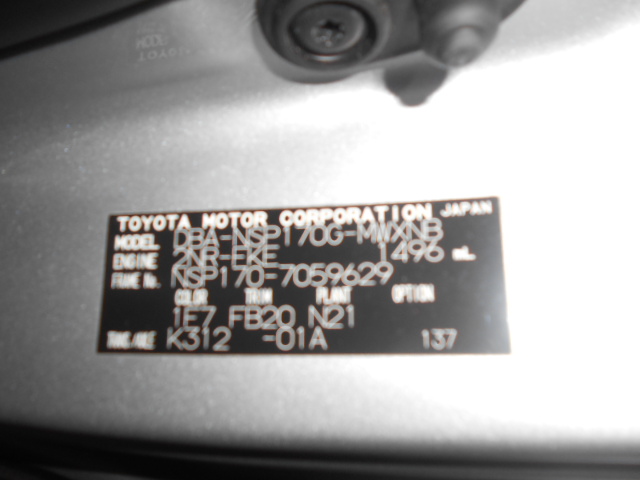 TOYOTA MOTOR CORPORATION JAPAN
MODEL DBA-NSP170G-MWXNB
ENGINE 2NR-FKE 1496 mL
FRAME No. NSP170-7059629
COLOR TRIM PLANT OPTION
1F7 FB20 N21
TRANS/AXLE K312 -01A 137